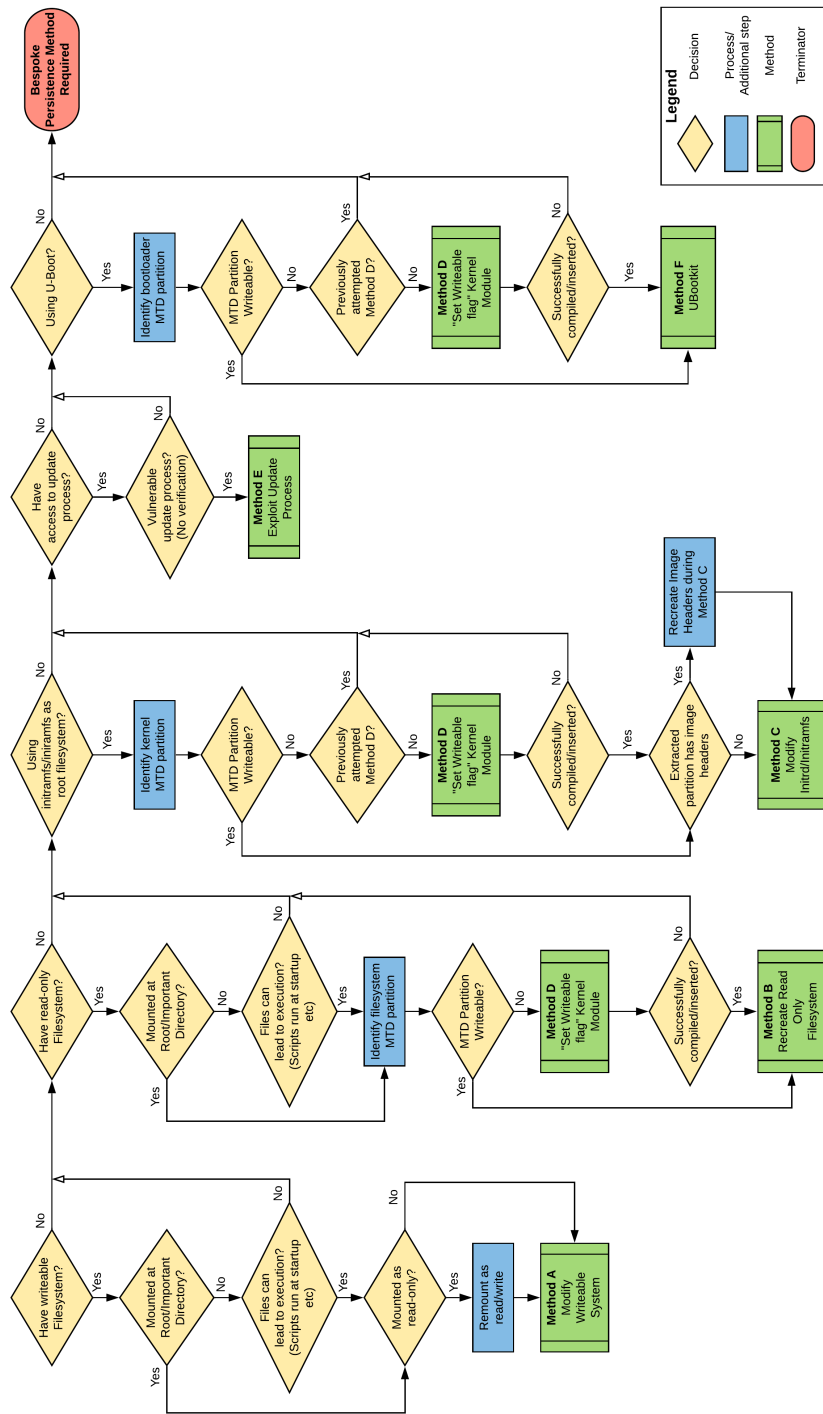 Have writeable
Filesystem?
No
Yes
Mounted at
Root/Important
Directory?
Yes
No
Files can
lead to execution?
(Scripts run at startup
etc)
No
Yes
Mounted as
read-only?
No
Yes
Remount as
read/write
Method A
Modify
Writeable
System
Have read-only
Filesystem?
No
Yes
Mounted at
Root/Important
Directory?
Yes
No
Files can
lead to execution?
(Scripts run at startup
etc)
No
Yes
Identify filesystem
MTD partition
MTD Partition
Writeable?
Yes
No
Method D
"Set Writeable
flag" Kernel
Module
Successfully
compiled/inserted?
No
Yes
Method B
Recreate Read
Only
Filesystem
Using
initramfs/iniramfs as
root filesystem?
No
Yes
Identify kernel
MTD partition
MTD Partition
Writeable?
Yes
No
Previously
attempted
Method D?
Yes
No
Method D
"Set Writeable
flag" Kernel
Module
Successfully
compiled/inserted?
No
Yes
Extracted
partition has image
headers
Yes
No
Recreate Image
Headers during
Method C
Method C
Modify
Initrd/Initramfs
Have
access to update
process?
No
Yes
Vulnerable
update process?
(No verification)
No
Yes
Method E
Exploit Update
Process
Using U-Boot?
No
Yes
Identify bootloader
MTD partition
MTD Partition
Writeable?
Yes
No
Previously
attempted
Method D?
Yes
No
Method D
"Set Writeable
flag" Kernel
Module
Successfully
compiled/inserted?
No
Yes
Method F
UBootkit
Bespoke
Persistence Method
Required
Legend
Decision
Process/
Additional step
Method
Terminator